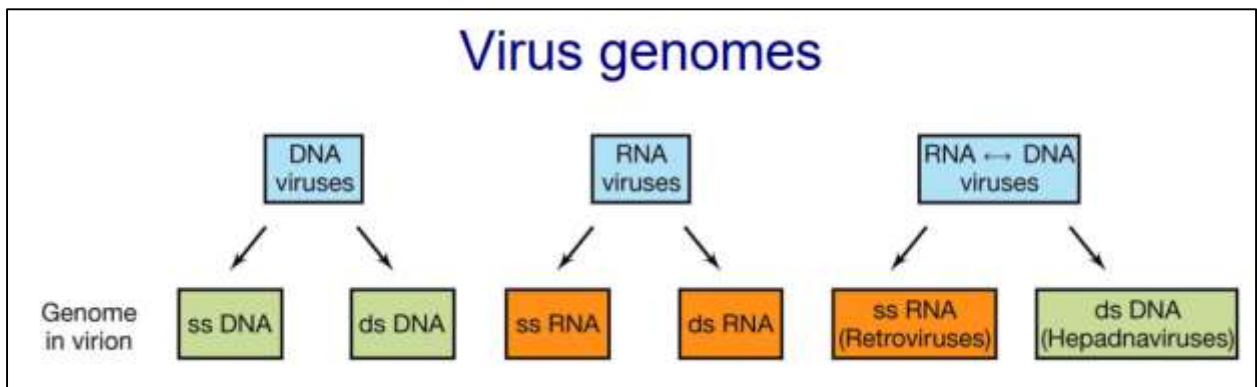 Virus genomes
DNA
viruses
RNA
viruses
RNA ↔ DNA
viruses
Genome
in virion
ss DNA
ds DNA
ss RNA
ds RNA
ss RNA
(Retroviruses)
ds DNA
(Hepadnaviruses)